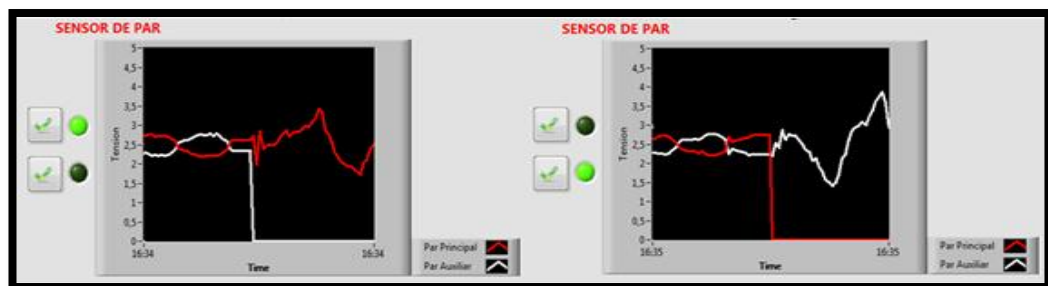 SENSOR DE PAR
5
4,5
4
3,5
3
2,5
2
1,5
1
0,5
0
Tension
16:34
16:34
Time
Par Principal
Par Auxiliar
SENSOR DE PAR
5
4,5
4
3,5
3
2,5
2
1,5
1
0,5
0
Tension
16:35
16:35
Time
Par Principal
Par Auxiliar